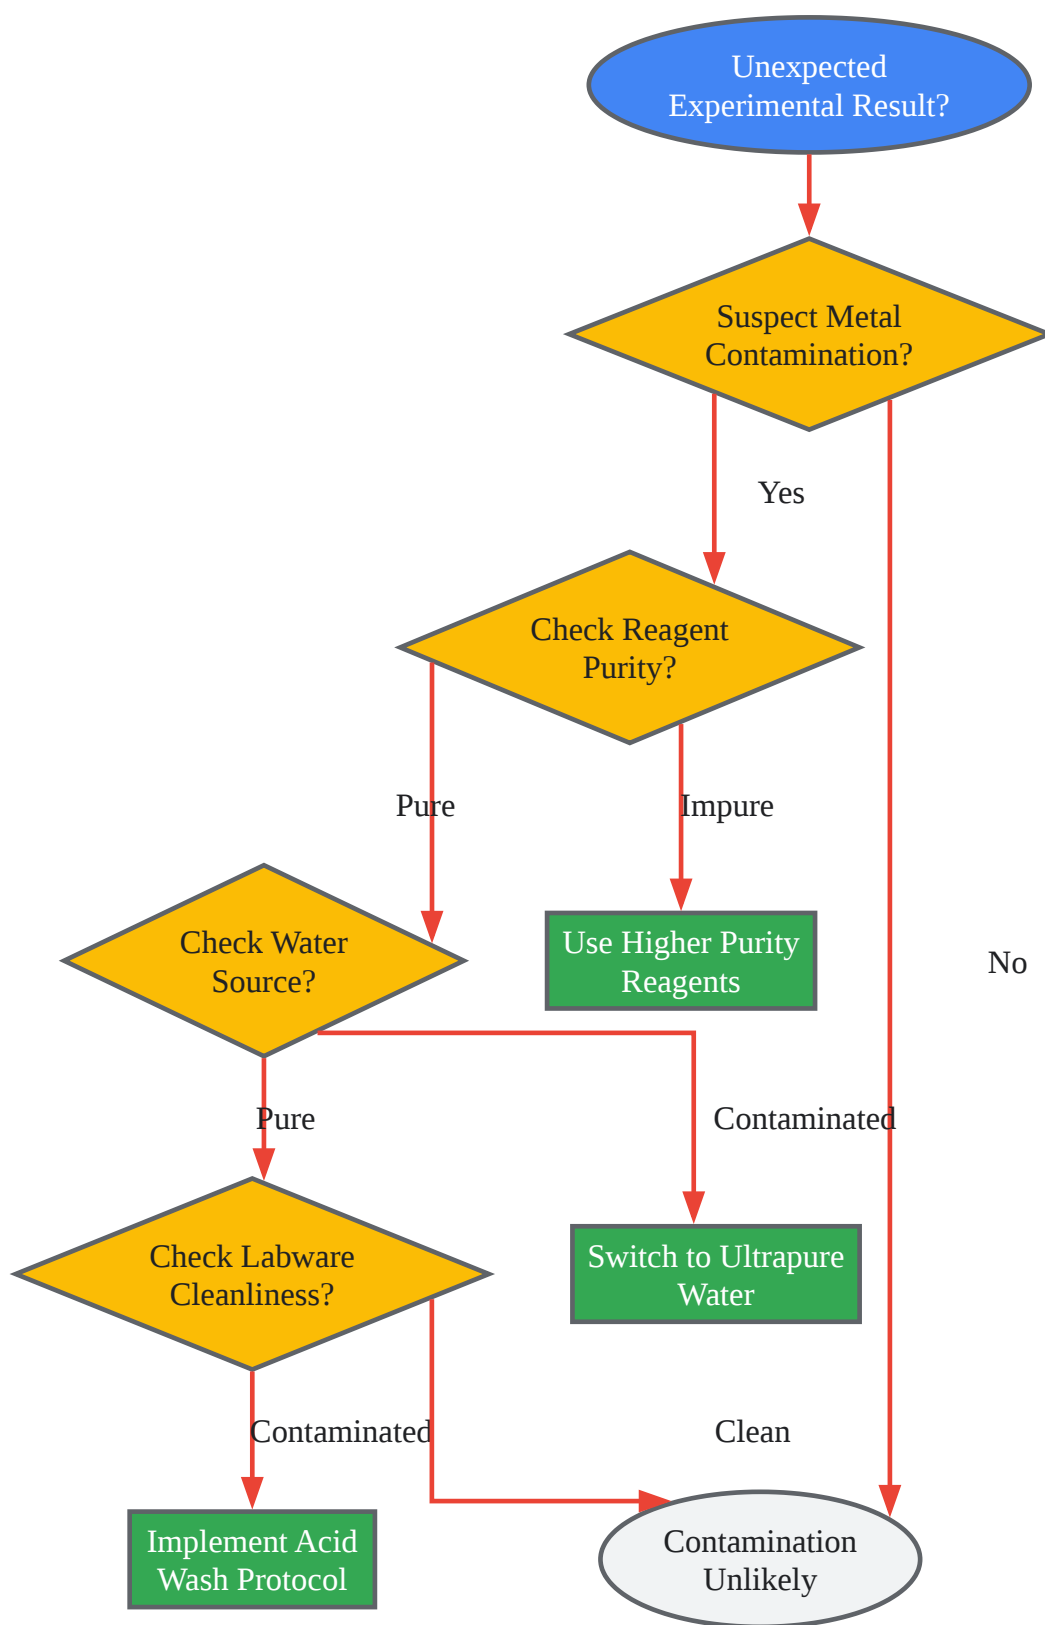 Unexpected
Experimental Result?
Suspect Metal
Contamination?
Yes
Check Reagent
Purity?
Pure
Impure
Check Water
Source?
Use Higher Purity
Reagents
No
Pure
Contaminated
Check Labware
Cleanliness?
Switch to Ultrapure
Water
Contaminated
Clean
Implement Acid
Wash Protocol
Contamination
Unlikely